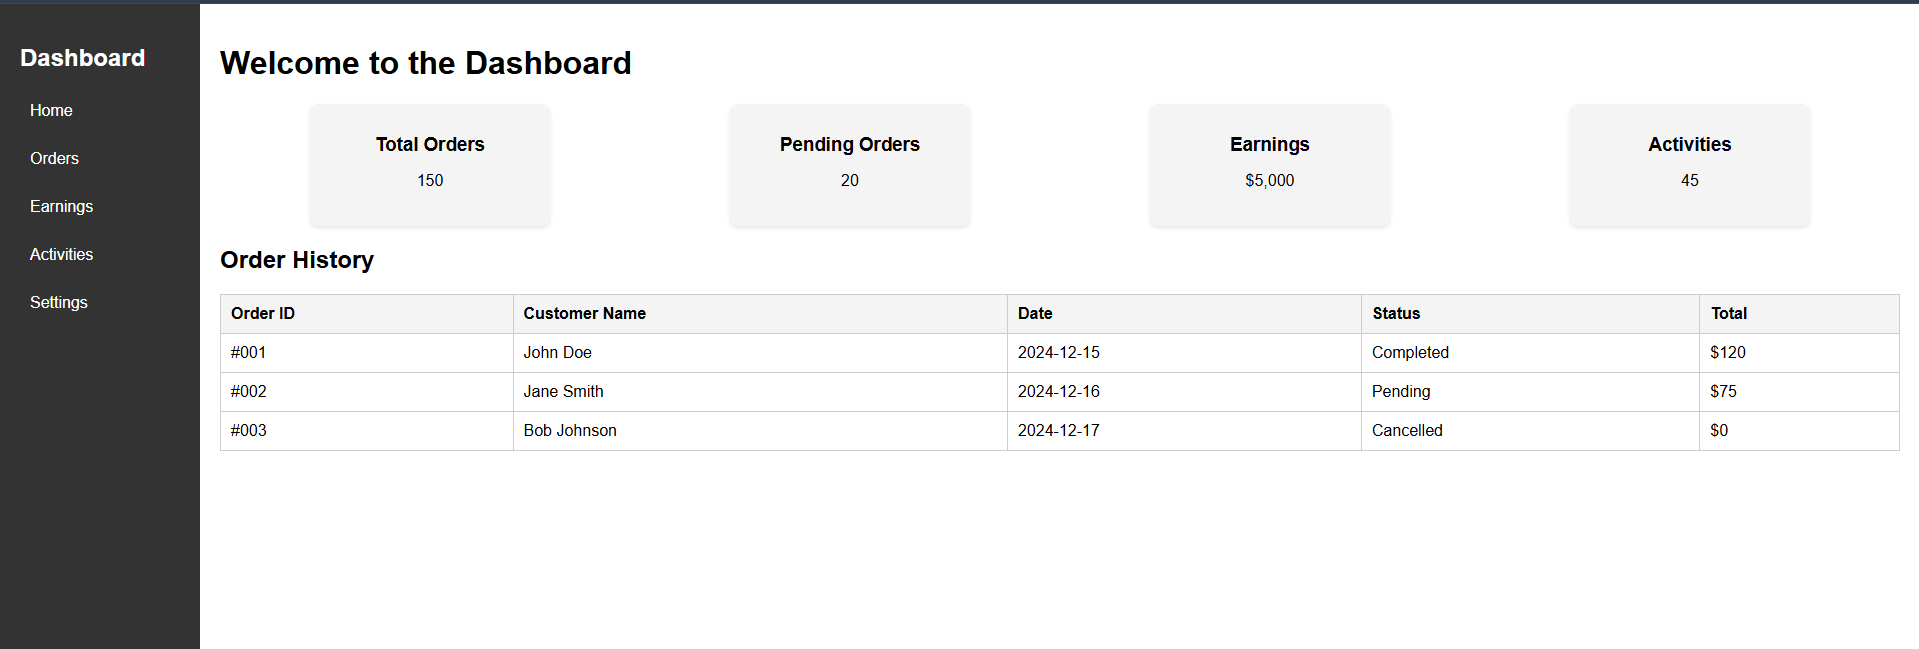 Dashboard
Home
Orders
Earnings
Activities
Settings
Welcome to the Dashboard
Total Orders
150
Pending Orders
20
Earnings
$5,000
Activities
45
Order History
Order ID Customer Name Date Status Total
#001 John Doe 2024-12-15 Completed $120
#002 Jane Smith 2024-12-16 Pending $75
#003 Bob Johnson 2024-12-17 Cancelled $0